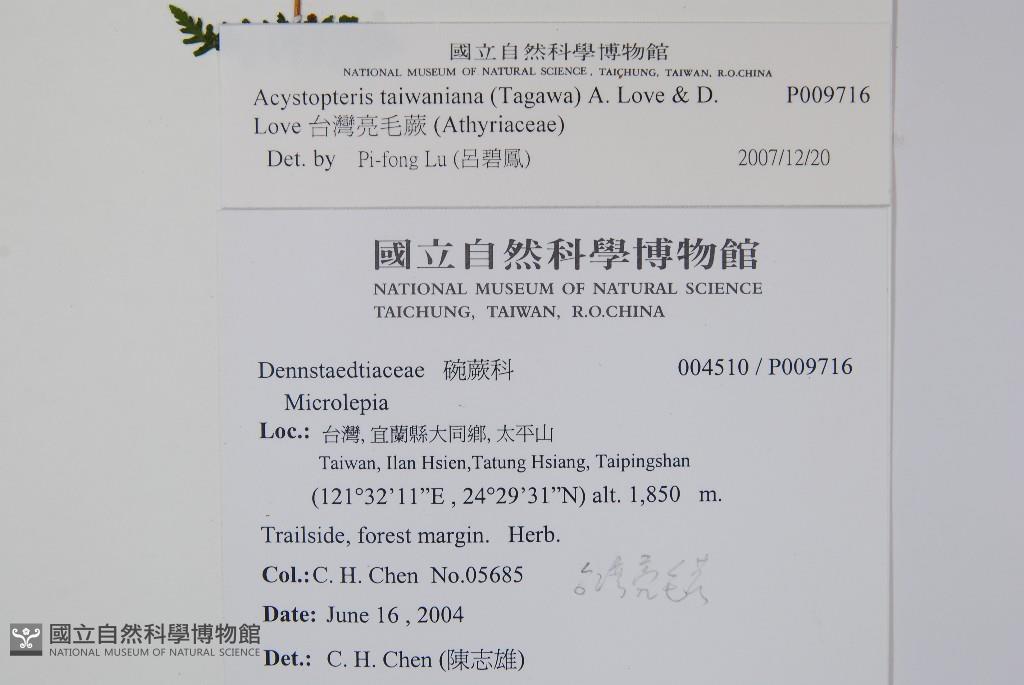 國立自然科學博物館
NATIONAL MUSEUM OF NATURAL SCIENCE, TAICHUNG, TAIWAN, R.O.CHINA
Acystopteris taiwaniana (Tagawa) A. Love & D. P009716
Love 台灣亮毛蕨 (Athyriaceae)
Det. by Pi-fong Lu (呂碧鳳) 2007/12/20
國立自然科學博物館
NATIONAL MUSEUM OF NATURAL SCIENCE
TAICHUNG, TAIWAN, R.O.CHINA
Dennstaedtiaceae 碗蕨科 004510 / P009716
Microlepia
Loc.: 台灣, 宜蘭縣大同鄉, 太平山
Taiwan, Ilan Hsien,Tatung Hsiang, Taipingshan
(121°32’11”E , 24°29’31”N) alt. 1,850 m.
Trailside, forest margin. Herb.
Col.: C. H. Chen No.05685 台灣亮毛蕨
Date: June 16 , 2004
Det.: C. H. Chen (陳志雄)
國立自然科學博物館
NATIONAL MUSEUM OF NATURAL SCIENCE